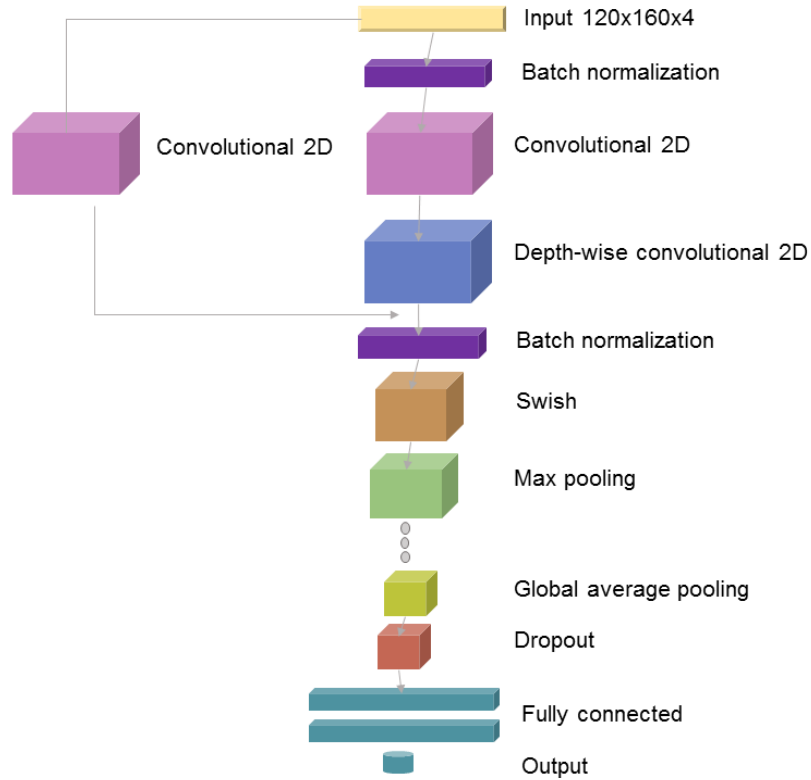 Input 120x160x4
Batch normalization
Convolutional 2D
Convolutional 2D
Depth-wise convolutional 2D
Batch normalization
Swish
Max pooling
Global average pooling
Dropout
Fully connected
Output